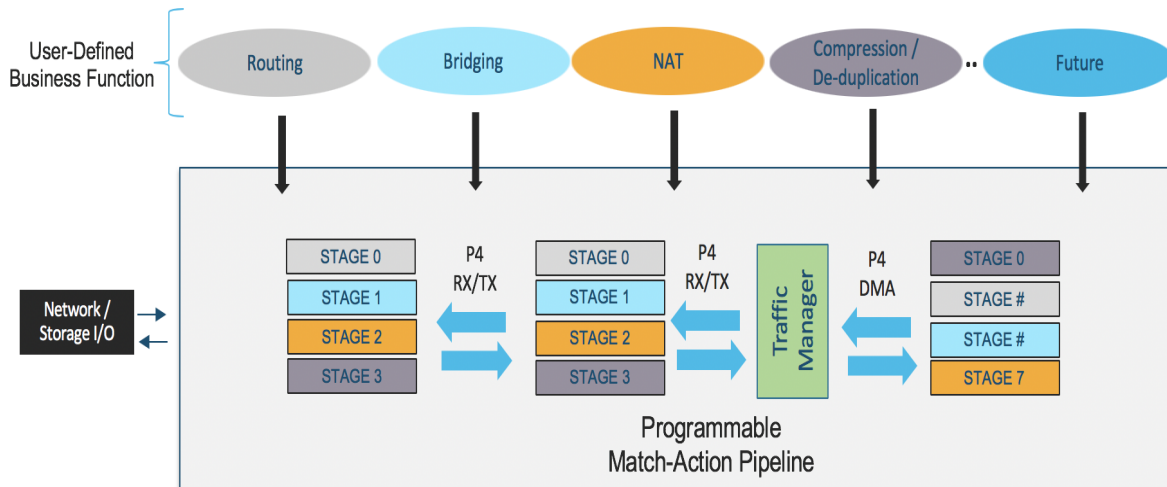 User-Defined
Business Function
Routing
Bridging
NAT
Compression /
De-duplication
..
Future
Network /
Storage I/O
STAGE 0
STAGE 1
STAGE 2
STAGE 3
P4
RX/TX
STAGE 0
STAGE 1
STAGE 2
STAGE 3
P4
RX/TX
Traffic
Manager
P4
DMA
STAGE 0
STAGE #
STAGE #
STAGE 7
Programmable
Match-Action Pipeline